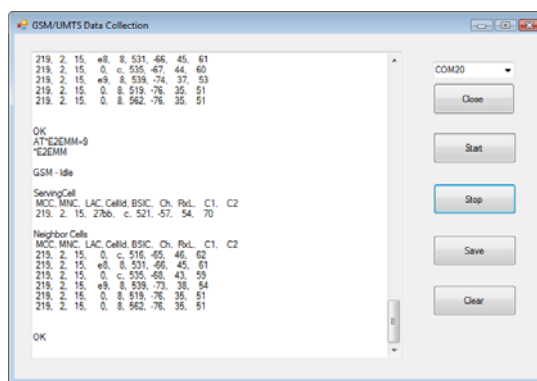 GSM/UMTS Data Collection
219, 2, 15, e8, 8, 531, -66, 45, 61
219, 2, 15, 0, c, 535, -67, 44, 60
219, 2, 15, e9, 8, 539, -74, 37, 53
219, 2, 15, 0, 8, 519, -76, 35, 51
219, 2, 15, 0, 8, 562, -76, 35, 51
OK
AT*E2EMM=9
*E2EMM
GSM - Idle
ServingCell
MCC, MNC, LAC, CellId, BSIC, Ch, RxL, C1, C2
219, 2, 15, 27bb, c, 521, -57, 54, 70
Neighbor Cells
MCC, MNC, LAC, CellId, BSIC, Ch, RxL, C1, C2
219, 2, 15, 0, c, 516, -65, 46, 62
219, 2, 15, e8, 8, 531, -66, 45, 61
219, 2, 15, 0, c, 535, -68, 43, 59
219, 2, 15, e9, 8, 539, -73, 38, 54
219, 2, 15, 0, 8, 519, -76, 35, 51
219, 2, 15, 0, 8, 562, -76, 35, 51
OK
COM20
Close
Start
Stop
Save
Clear